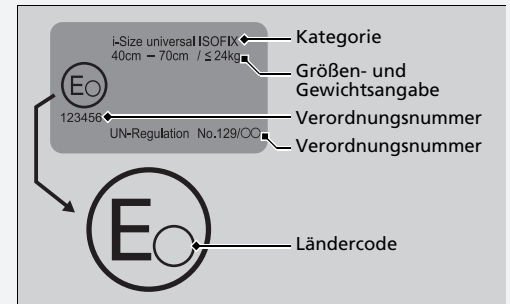 i-Size universal ISOFIX
40cm – 70cm / ≤ 24kg
E
123456
UN-Regulation No.129/○○
Kategorie
Größen- und
Gewichtsangabe
Verordnungsnummer
Verordnungsnummer
E
Ländercode